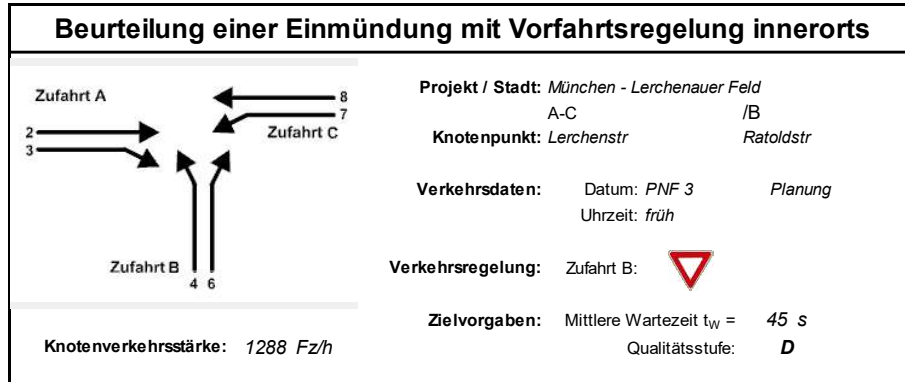 Beurteilung einer Einmündung mit Vorfahrtsregelung innerorts
Zufahrt A
8
7
Zufahrt C
2
3
Zufahrt B
4 6
Knotenverkehrsstärke: 1288 Fz/h
Projekt / Stadt: München - Lerchenauer Feld
A-C /B
Knotenpunkt: Lerchenstr Ratoldstr
Verkehrsdaten: Datum: PNF 3 Planung
Uhrzeit: früh
Verkehrsregelung: Zufahrt B:
Zielvorgaben: Mittlere Wartezeit tW = 45 s
Qualitätsstufe: D